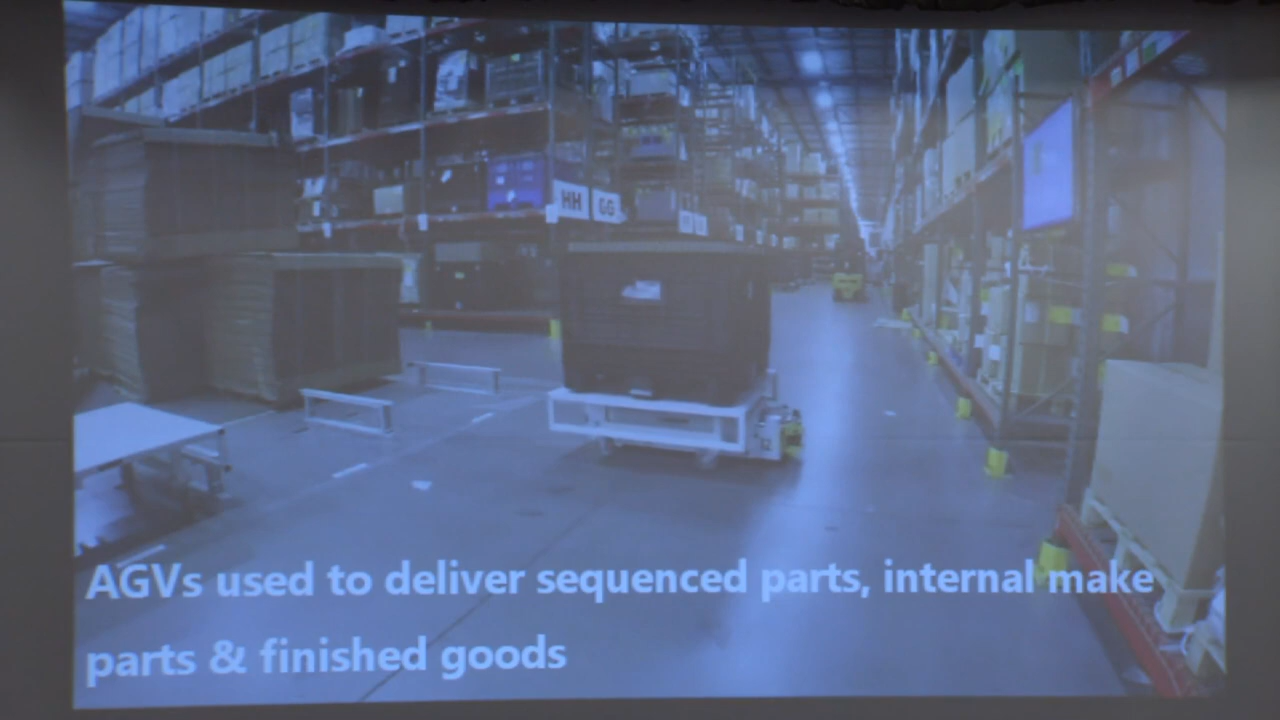 HH
GG
AGVs used to deliver sequenced parts, internal make
parts & finished goods